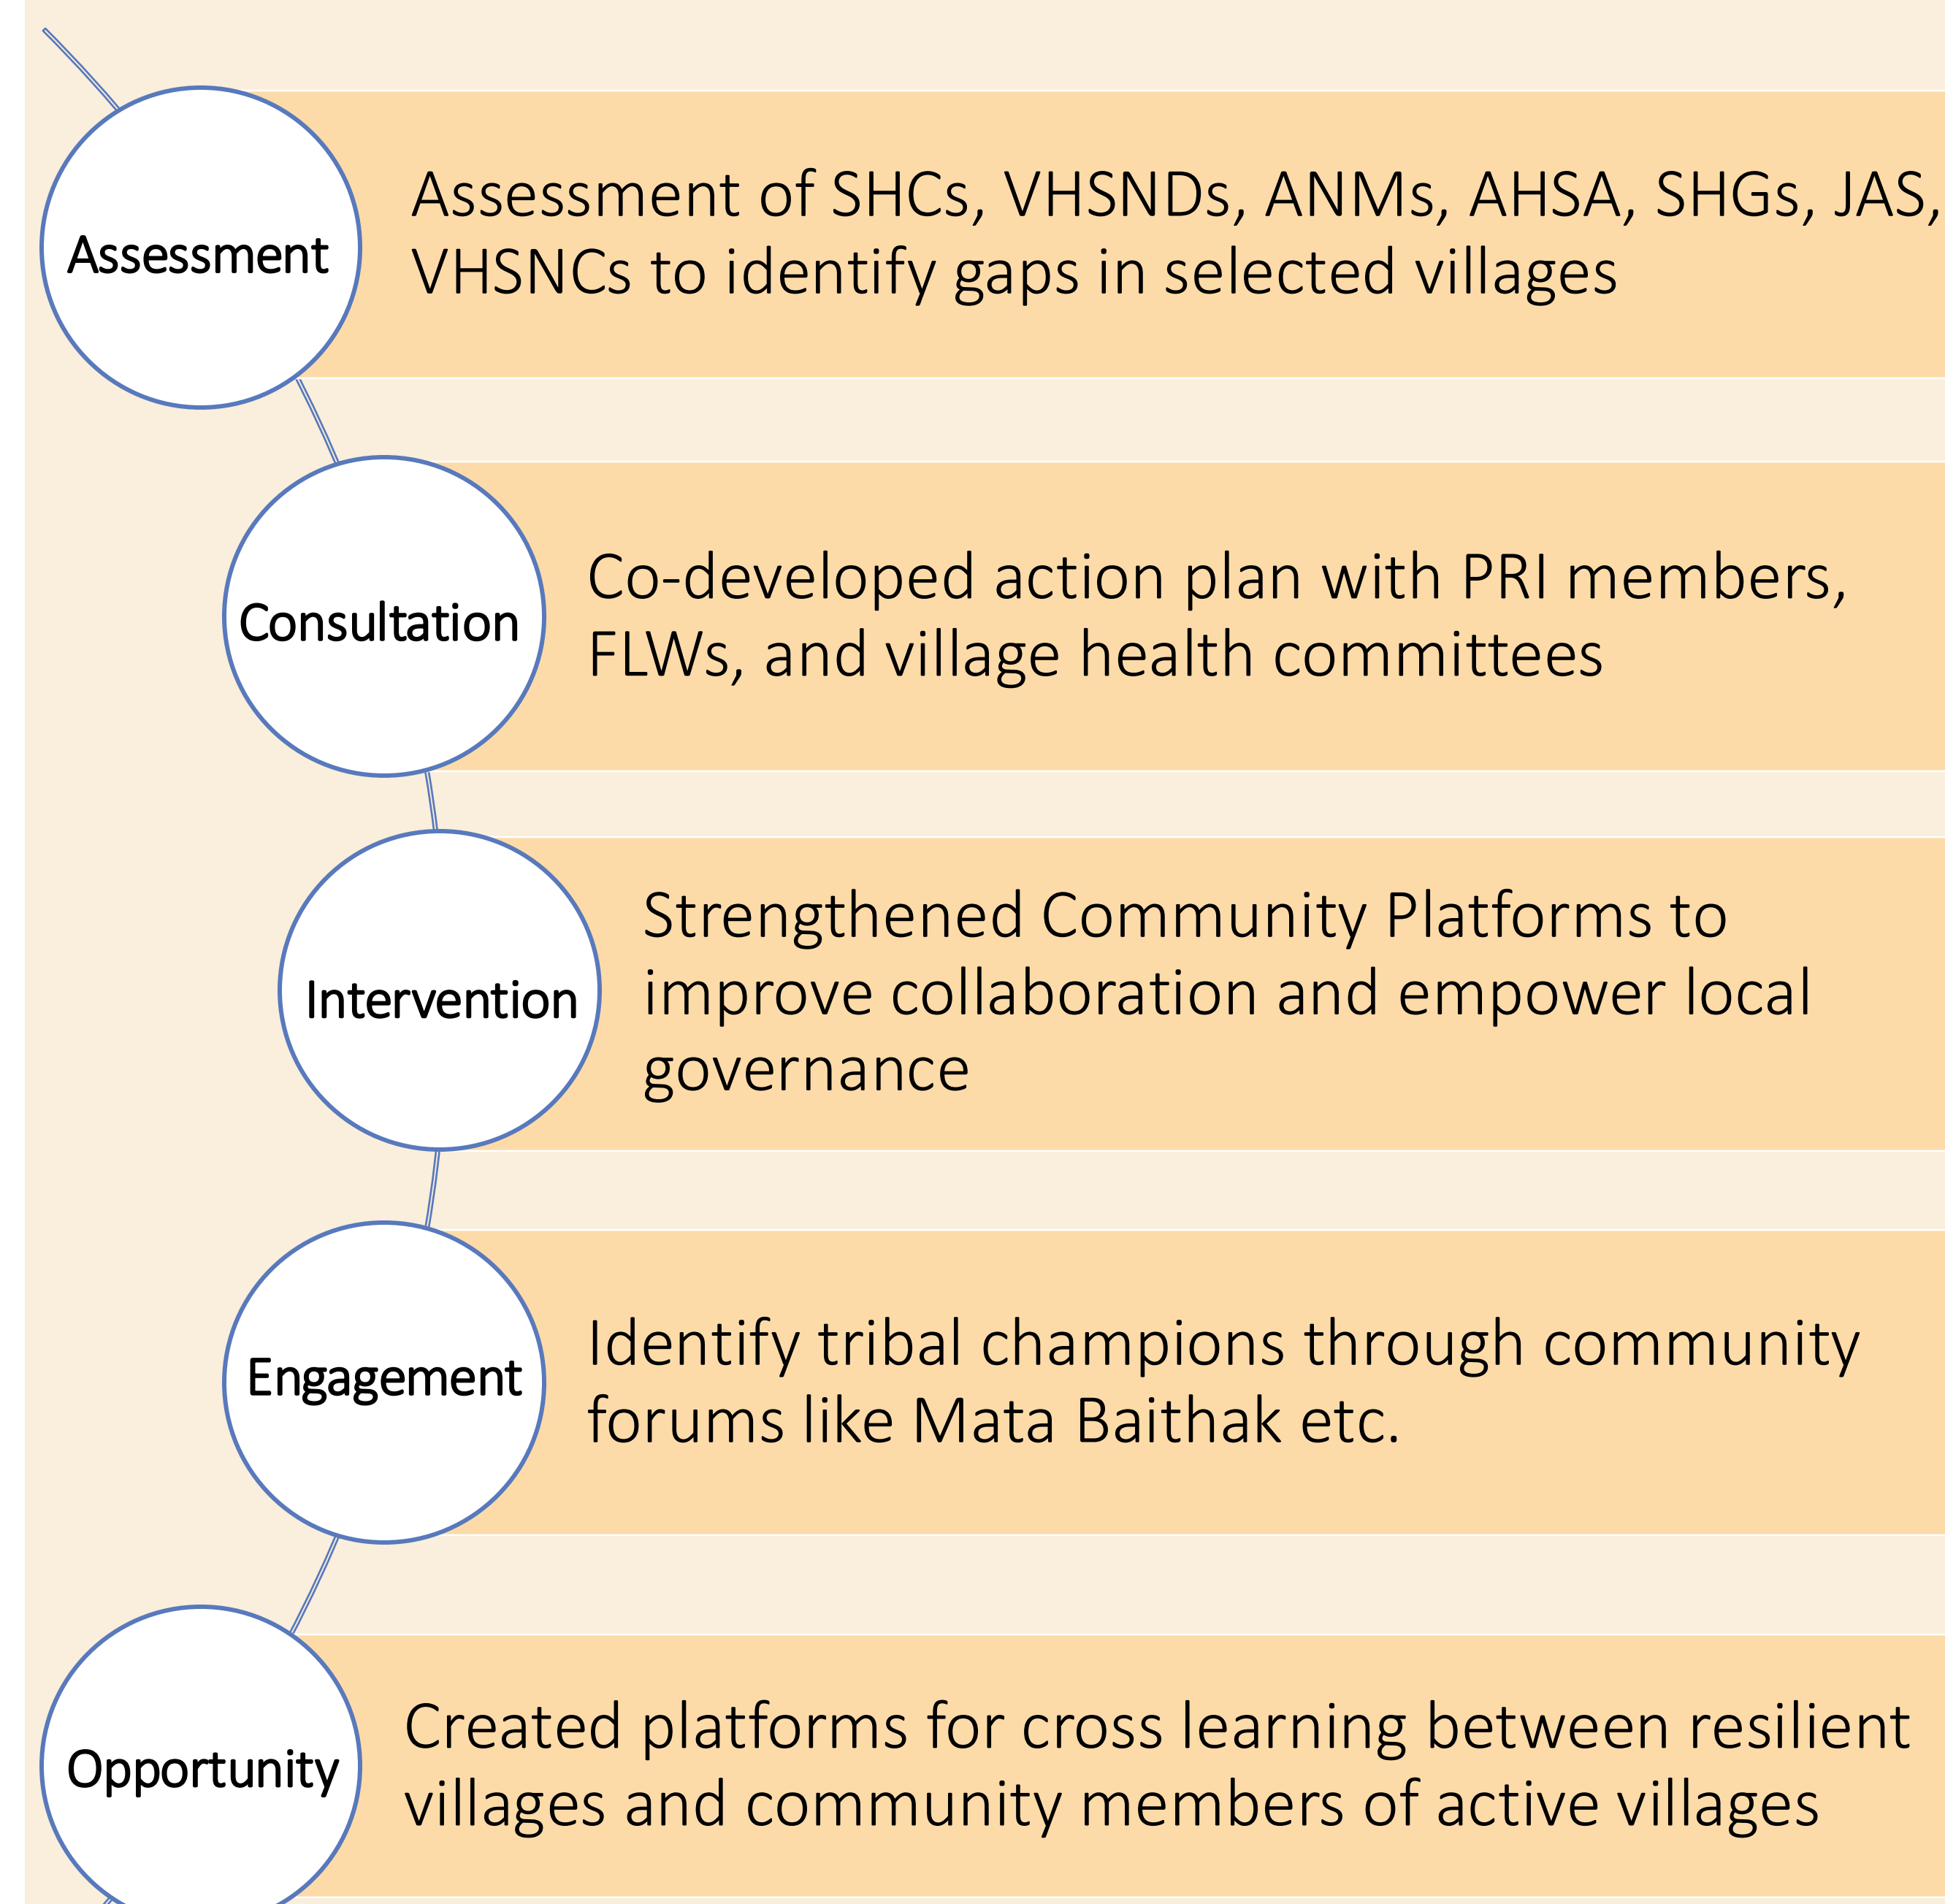 Assessment
Assessment of SHCs, VHSNDs, ANMs, AHSA, SHGs, JAS,
VHSNCs to identify gaps in selected villages
Consultation
Co-developed action plan with PRI members,
FLWs, and village health committees
Intervention
Strengthened Community Platforms to
improve collaboration and empower local
governance
Engagement
Identify tribal champions through community
forums like Mata Baithak etc.
Opportunity
Created platforms for cross learning between resilient
villages and community members of active villages